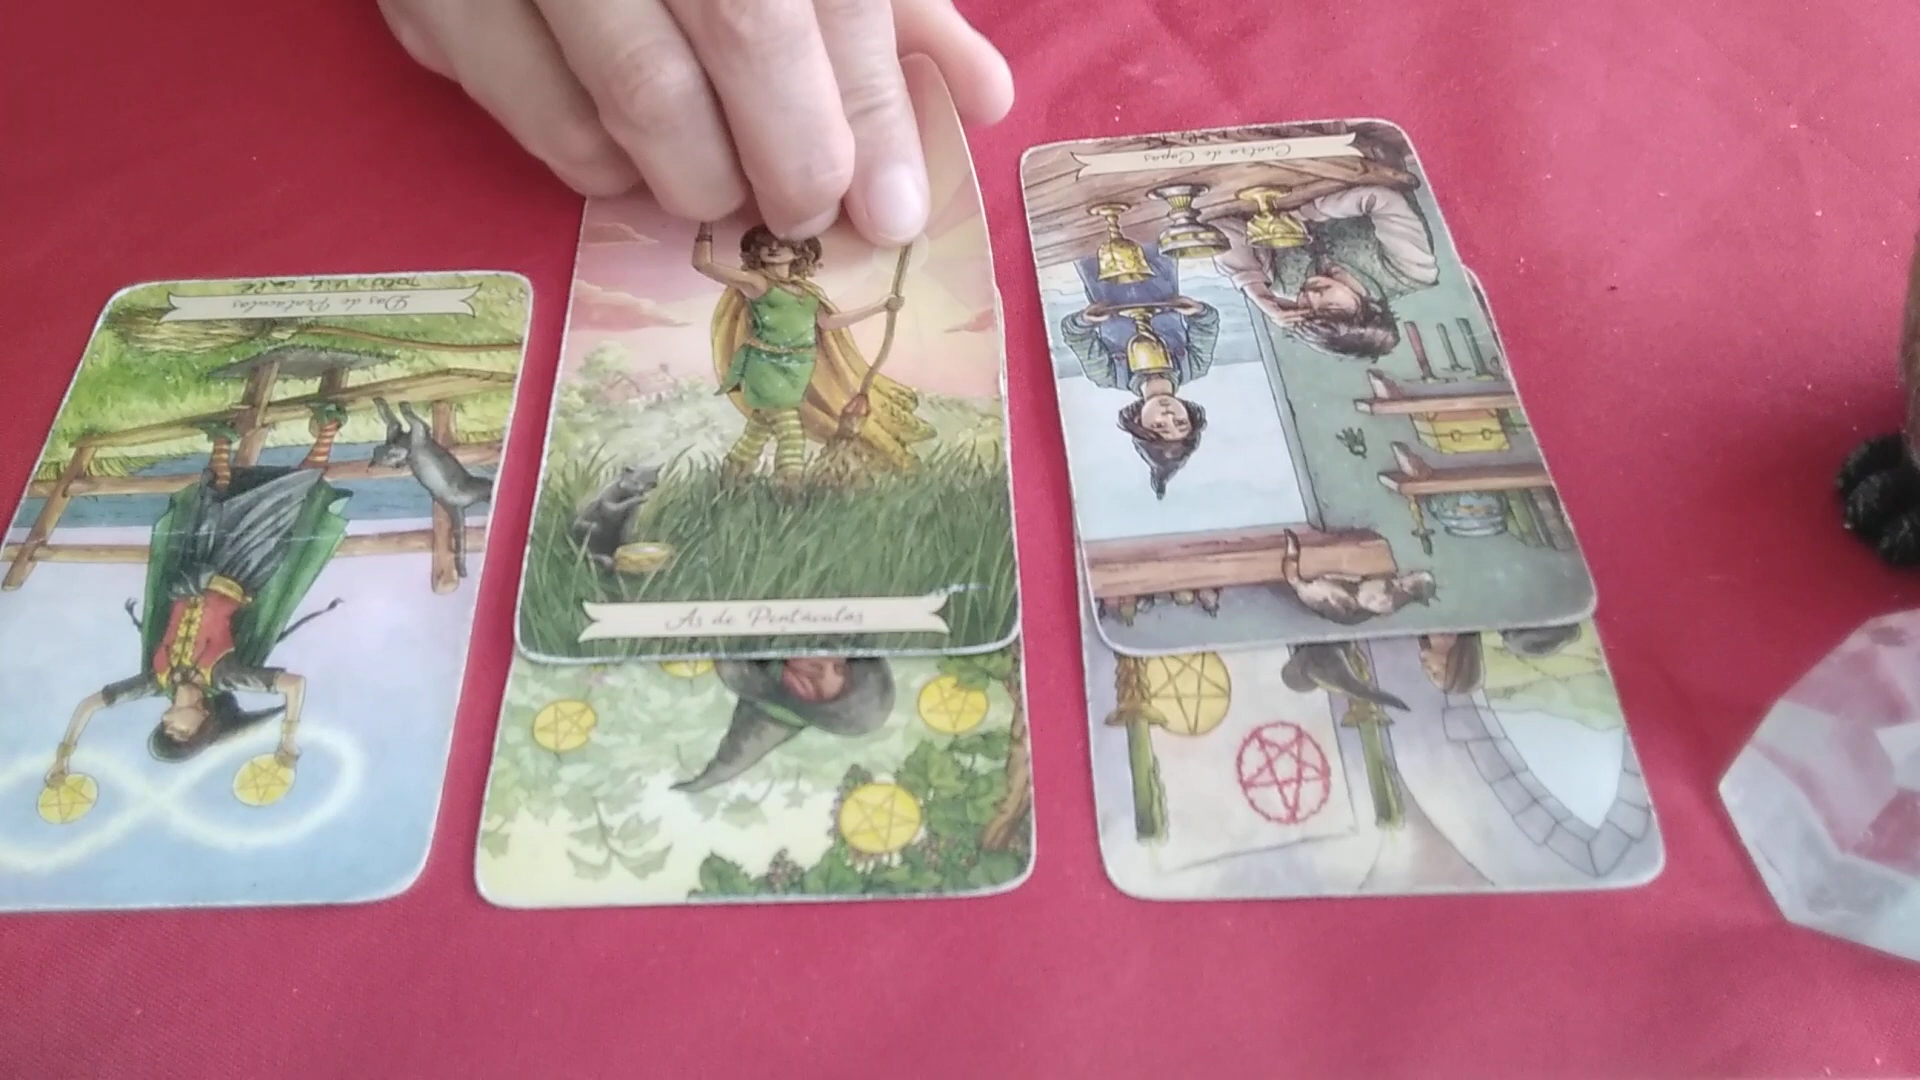 Dos de Pentáculos
As de Pentáculos
Cuatro de Copas